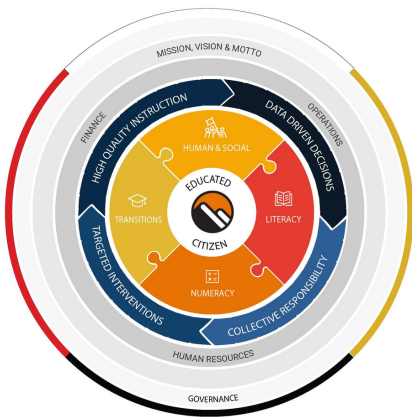 MISSION, VISION & MOTTO
FINANCE
OPERATIONS
HIGH QUALITY INSTRUCTION
DATA DRIVEN DECISIONS
HUMAN & SOCIAL
EDUCATED
TRANSITIONS
LITERACY
CITIZEN
NUMERACY
TARGETED INTERVENTIONS
COLLECTIVE RESPONSIBILITY
HUMAN RESOURCES
GOVERNANCE